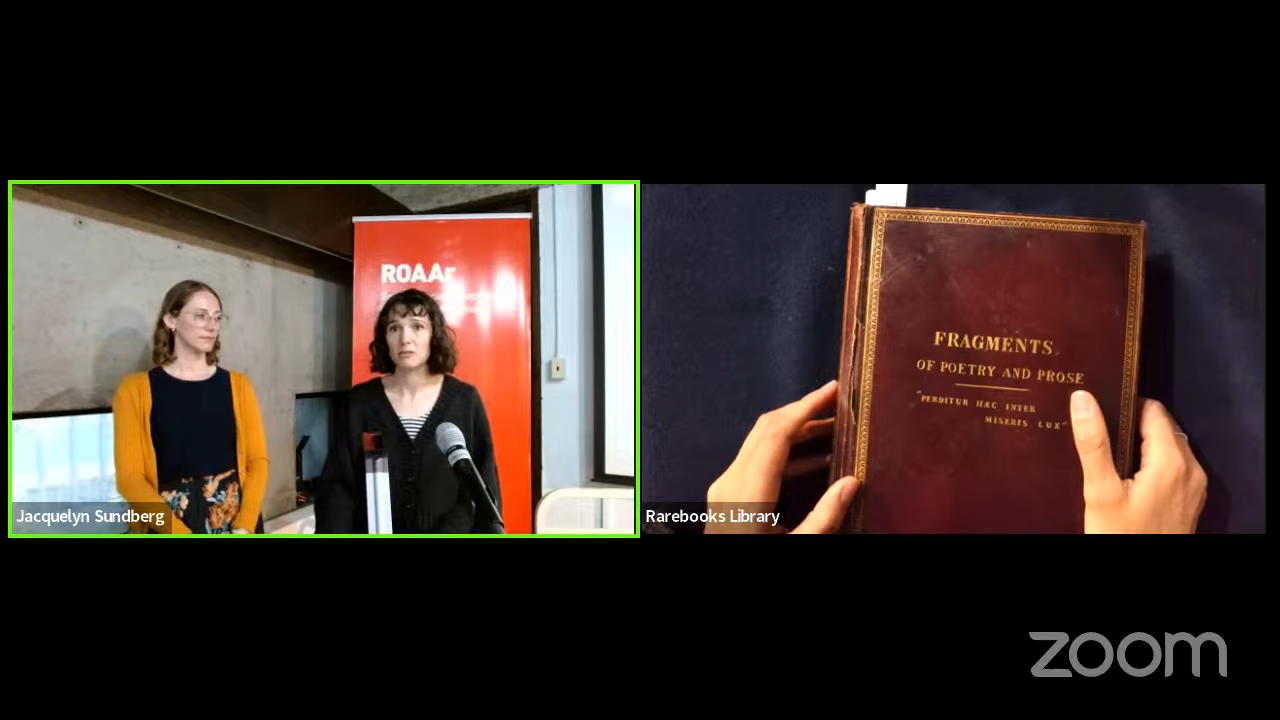 ROAAr
Jacquelyn Sundberg
FRAGMENTS.
OF POETRY AND PROSE
"PERDITUR HÆC INTER
MISERIS LUX"
Rarebooks Library
zoom